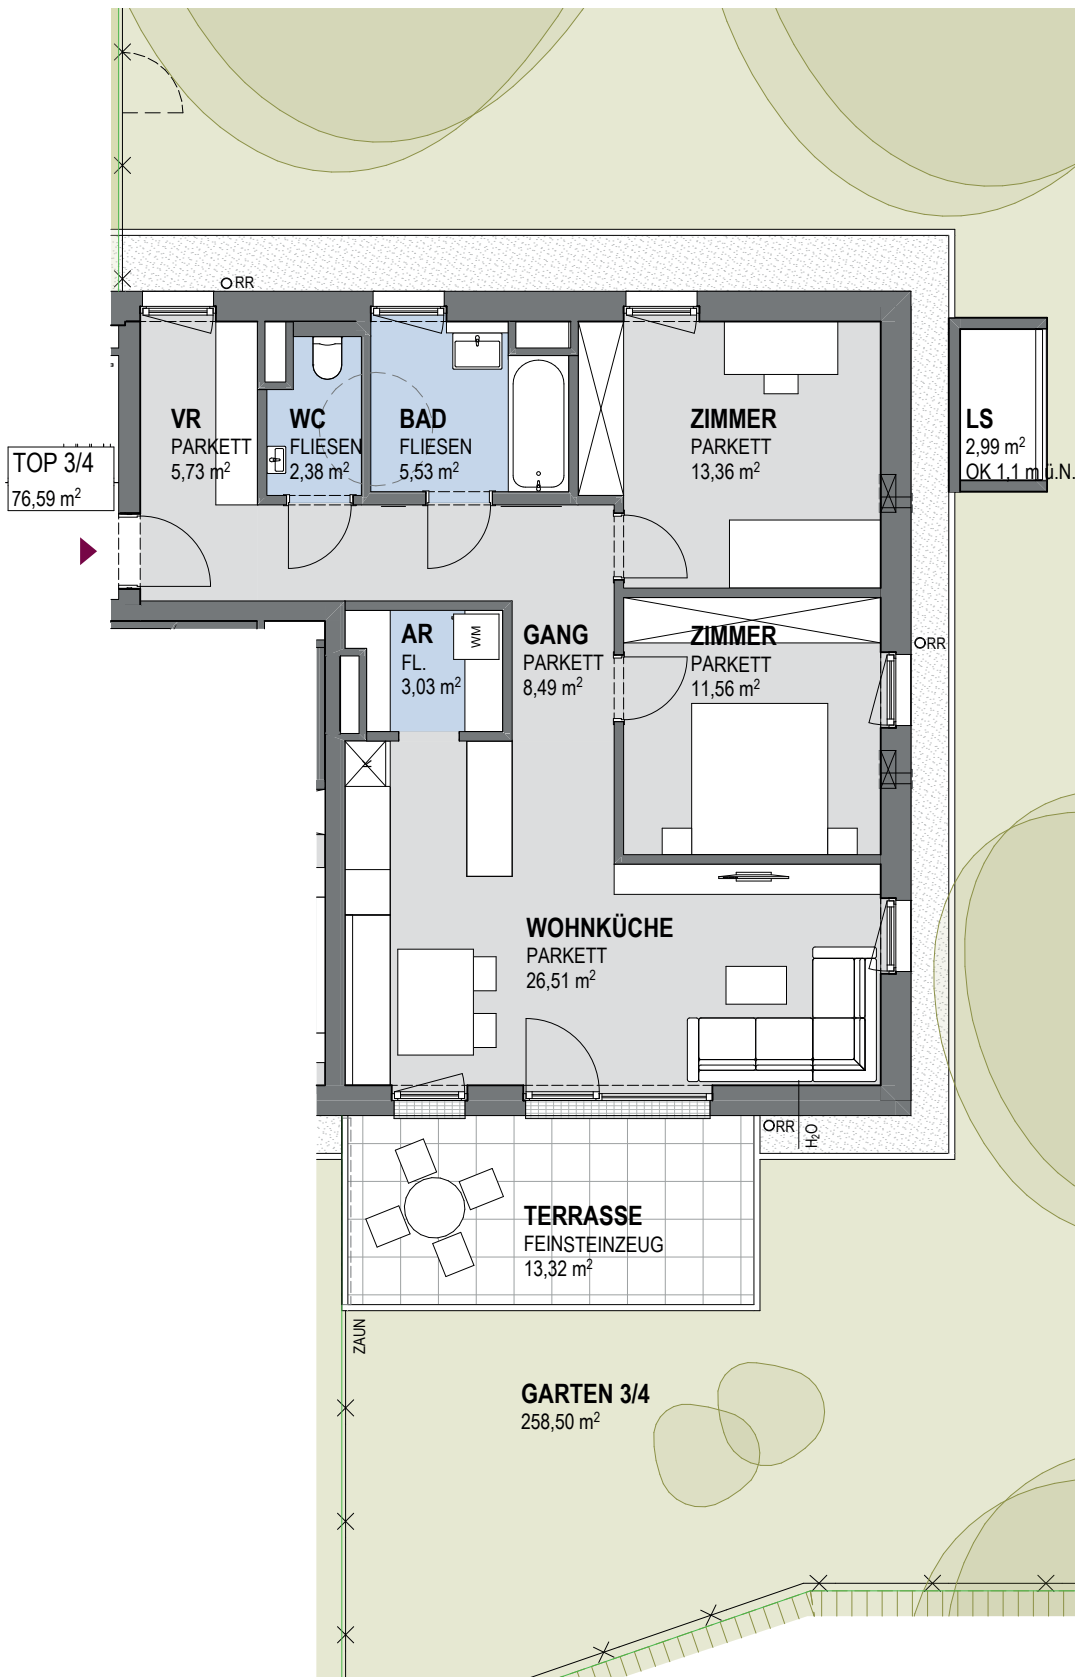 ORR
VR
PARKETT
5,73 m²
WC
FLIESEN
2,38 m²
BAD
FLIESEN
5,53 m²
ZIMMER
PARKETT
13,36 m²
LS
2,99 m²
OK 1,1 m ü.N.
TOP 3/4
76,59 m²
AR
FL.
3,03 m²
WM
GANG
PARKETT
8,49 m²
ZIMMER
PARKETT
11,56 m²
ORR
K
WOHNKÜCHE
PARKETT
26,51 m²
ORR
H₂O
TERRASSE
FEINSTEINZEUG
13,32 m²
ZAUN
GARTEN 3/4
258,50 m²